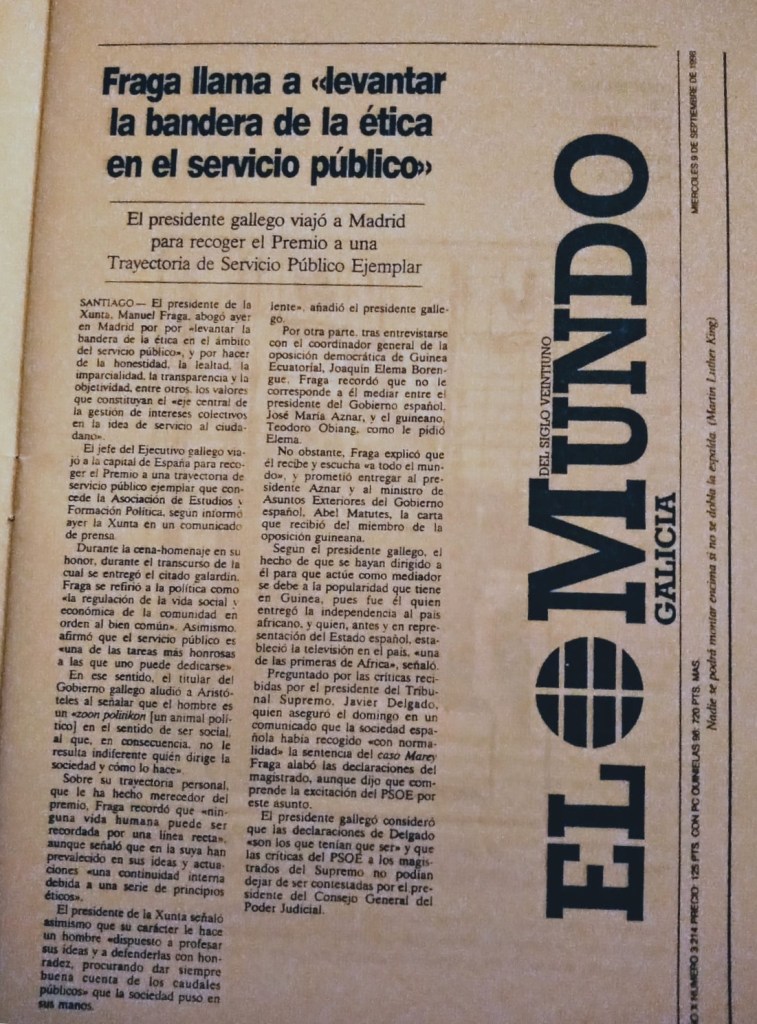 Fraga llama a «levantar
la bandera de la ética
en el servicio público»
El presidente gallego viajó a Madrid
para recoger el Premio a una
Trayectoria de Servicio Público Ejemplar
SANTIAGO.— El presidente de la
Xunta, Manuel Fraga, abogó ayer
en Madrid por por «levantar la
bandera de la ética en el ámbito
del servicio público», y por hacer
de la honestidad, la lealtad, la
imparcialidad, la transparencia y la
objetividad, entre otros, los valores
que constituyan el «eje central de
la gestión de intereses colectivos
en la idea de servicio al ciuda-
dano».
El jefe del Ejecutivo gallego via-
jó a la capital de España para reco-
ger el Premio a una trayectoria de
servicio público ejemplar que con-
cede la Asociación de Estudios y
Formación Política, según informó
ayer la Xunta en un comunicado
de prensa.
Durante la cena-homenaje en su
honor, durante el transcurso de la
cual se entregó el citado galardón,
Fraga se refirió a la política como
«la regulación de la vida social y
económica de la comunidad en
orden al bien común». Asimismo,
afirmó que el servicio público es
«una de las tareas más honrosas
a las que uno puede dedicarse».
En ese sentido, el titular del
Gobierno gallego aludió a Aristó-
teles al señalar que el hombre es
un «zoon politikon [un animal polí-
tico] en el sentido de ser social,
al que, en consecuencia, no le
resulta indiferente quién dirige la
sociedad y cómo lo hace».
Sobre su trayectoria personal,
que le ha hecho merecedor del
premio, Fraga recordó que «nin-
guna vida humana puede ser
recordada por una línea recta»,
aunque señaló que en la suya han
prevalecido en sus ideas y actua-
ciones «una continuidad interna
debida a una serie de principios
éticos».
El presidente de la Xunta señaló
asimismo que su carácter le hace
un hombre «dispuesto a profesar
sus ideas y a defenderlas con hon-
radez, procurando dar siempre
buena cuenta de los caudales
públicos» que la sociedad puso en
sus manos.
lente», añadió el presidente galle-
go.
Por otra parte, tras entrevistarse
con el coordinador general de la
oposición democrática de Guinea
Ecuatorial, Joaquín Elema Boren-
gue, Fraga recordó que no le
corresponde a él mediar entre el
presidente del Gobierno español,
José María Aznar, y el guineano,
Teodoro Obiang, como le pidió
Elema.
No obstante, Fraga explicó que
él recibe y escucha «a todo el mun-
do», y prometió entregar al pre-
sidente Aznar y al ministro de
Asuntos Exteriores del Gobierno
español, Abel Matutes, la carta
que recibió del miembro de la
oposición guineana.
Según el presidente gallego, el
hecho de que se hayan dirigido a
él para que actúe como mediador
se debe a la popularidad que tiene
en Guinea, pues fue él quien
entregó la independencia al país
africano, y quien, antes y en repre-
sentación del Estado español, esta-
bleció la televisión en el país, «una
de las primeras de Africa», señaló.
Preguntado por las críticas reci-
bidas por el presidente del Tribu-
nal Supremo, Javier Delgado,
quien aseguró el domingo en un
comunicado que la sociedad espa-
ñola había recogido «con norma-
lidad» la sentencia del caso Marey
Fraga alabó las declaraciones del
magistrado, aunque dijo que com-
prende la excitación del PSOE por
este asunto.
El presidente gallegó consideró
que las declaraciones de Delgado
«son los que tenían que ser» y que
las críticas del PSOE a los magis-
trados del Supremo no podían
dejar de ser contestadas por el pre-
sidente del Consejo General del
Poder Judicial.
EL MUNDO
DEL SIGLO VEINTIUNO
GALICIA
O X NUMERO 3.214 PRECIO: 125 PTS. CON PC QUINIELAS 98: 720 PTS. MAS.
MIERCOLES 9 DE SEPTIEMBRE DE 1998
Nadie se podrá montar encima si no se dobla la espalda. (Martin Luther King)